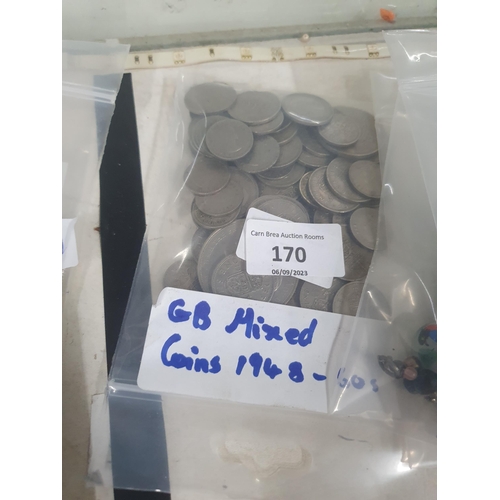 Carn Brea Auction Rooms
170
06/09/2023
GB Mixed
Coins 1948 - 60s